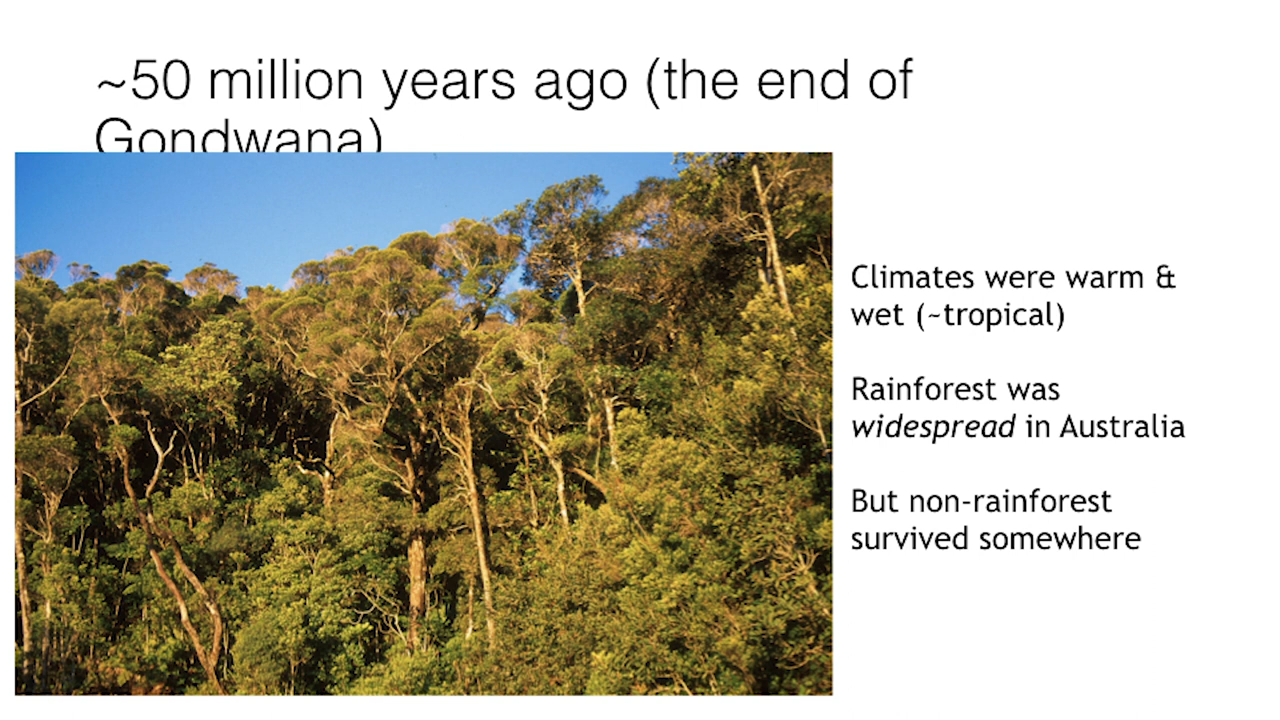 ~50 million years ago (the end of
Gondwana)
Climates were warm &
wet (~tropical)
Rainforest was
widespread in Australia
But non-rainforest
survived somewhere